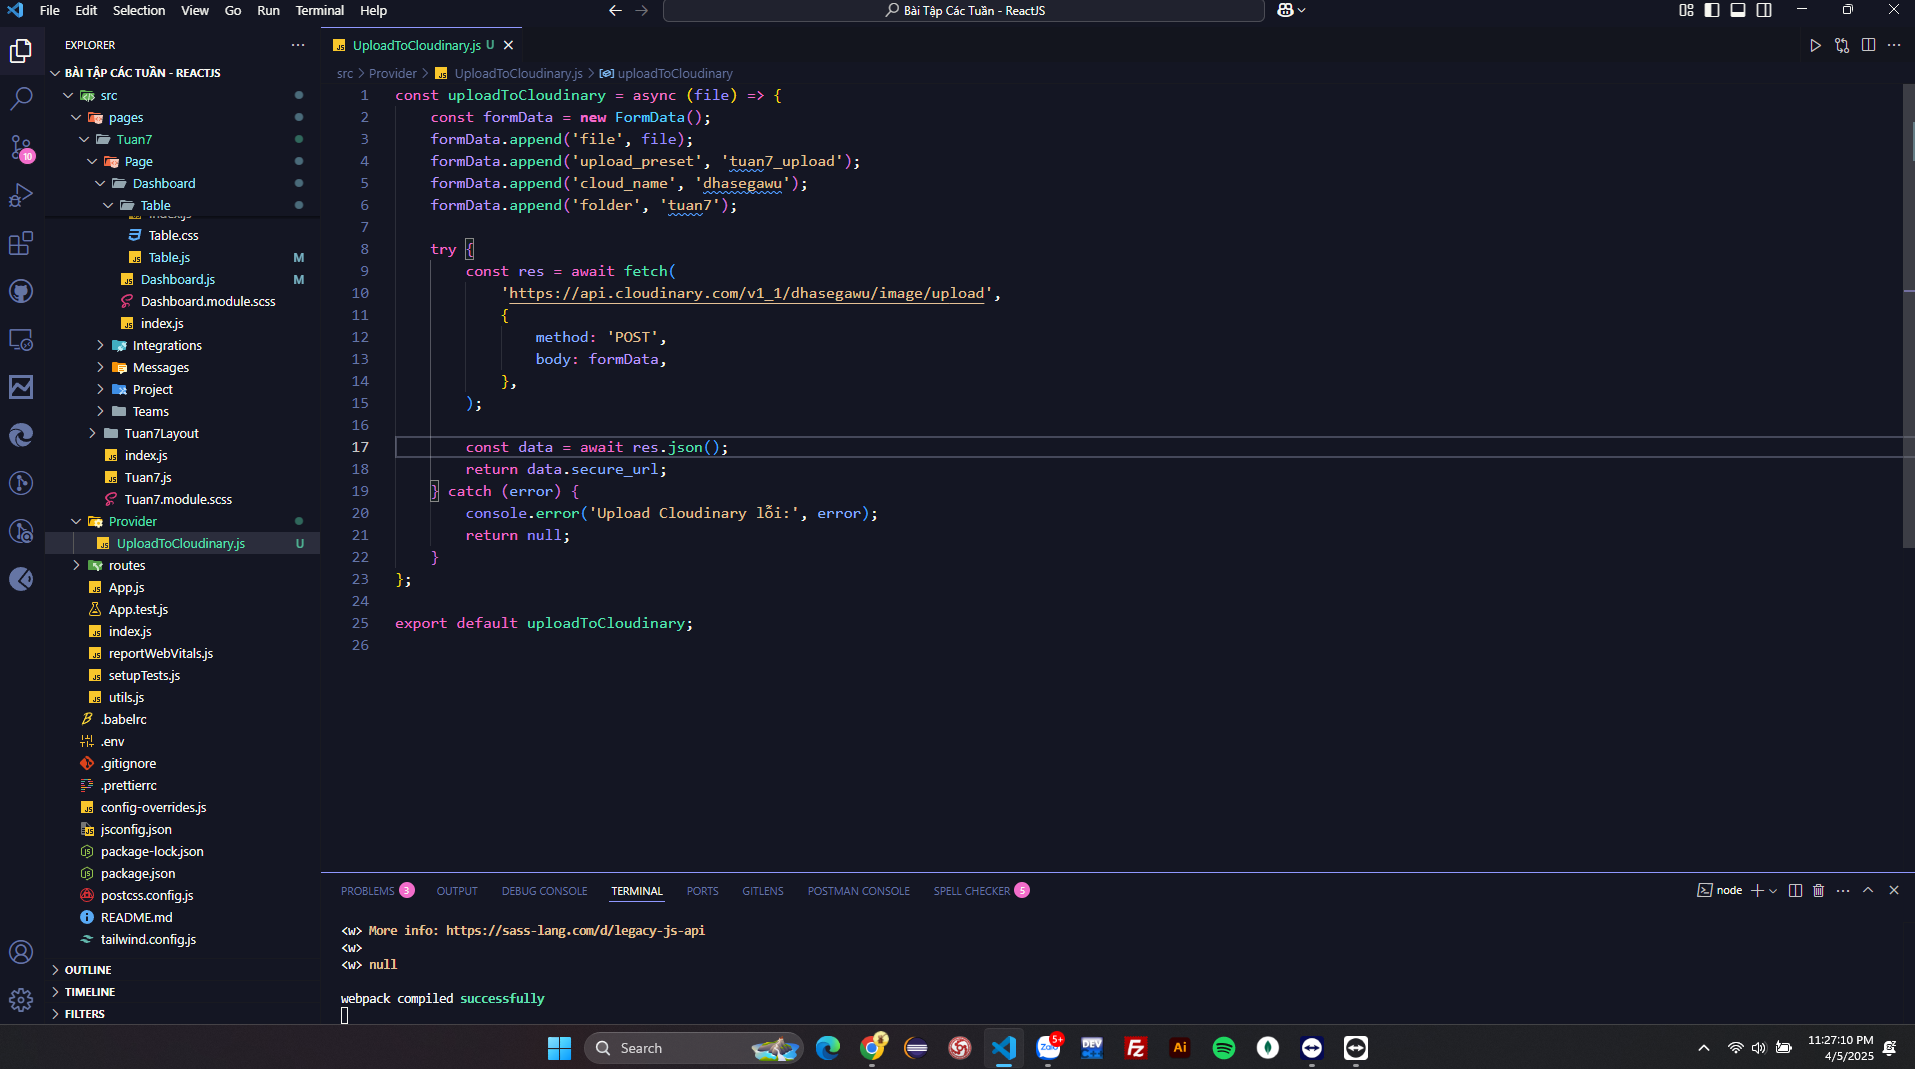 File Edit Selection View Go Run Terminal Help
Bài Tập Các Tuần - ReactJS
EXPLORER
BÀI TẬP CÁC TUẦN - REACTJS
src
pages
Tuan7
Page
Dashboard
Table
index.js
Table.css
Table.js M
Dashboard.js M
Dashboard.module.scss
index.js
Integrations
Messages
Project
Teams
Tuan7Layout
index.js
Tuan7.js
Tuan7.module.scss
Provider
UploadToCloudinary.js U
routes
App.js
App.test.js
index.js
reportWebVitals.js
setupTests.js
utils.js
.babelrc
.env
.gitignore
.prettierrc
config-overrides.js
jsconfig.json
package-lock.json
package.json
postcss.config.js
README.md
tailwind.config.js
OUTLINE
TIMELINE
FILTERS
10
UploadToCloudinary.js U
src > Provider > JS UploadToCloudinary.js > uploadToCloudinary
1 const uploadToCloudinary = async (file) => {
2 const formData = new FormData();
3 formData.append('file', file);
4 formData.append('upload_preset', 'tuan7_upload');
5 formData.append('cloud_name', 'dhasegawu');
6 formData.append('folder', 'tuan7');
7
8 try {
9 const res = await fetch(
10 'https://api.cloudinary.com/v1_1/dhasegawu/image/upload',
11 {
12 method: 'POST',
13 body: formData,
14 },
15 );
16
17 const data = await res.json();
18 return data.secure_url;
19 } catch (error) {
20 console.error('Upload Cloudinary lỗi:', error);
21 return null;
22 }
23 };
24
25 export default uploadToCloudinary;
26
PROBLEMS 3 OUTPUT DEBUG CONSOLE TERMINAL PORTS GITLENS POSTMAN CONSOLE SPELL CHECKER 5
node
<w> More info: https://sass-lang.com/d/legacy-js-api
<w>
<w> null
webpack compiled successfully
Search
Zalo
5+
DEV
Fz
Ai
11:27:10 PM
4/5/2025